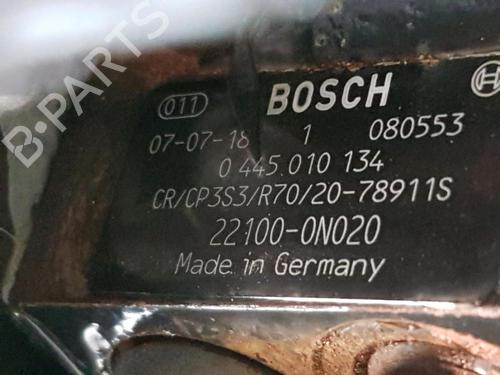 011 BOSCH
07-07-18 1 080553
0 445 010 134
CR/CP3S3/R70/20-78911S
22100-0N020
Made in Germany
B-PARTS